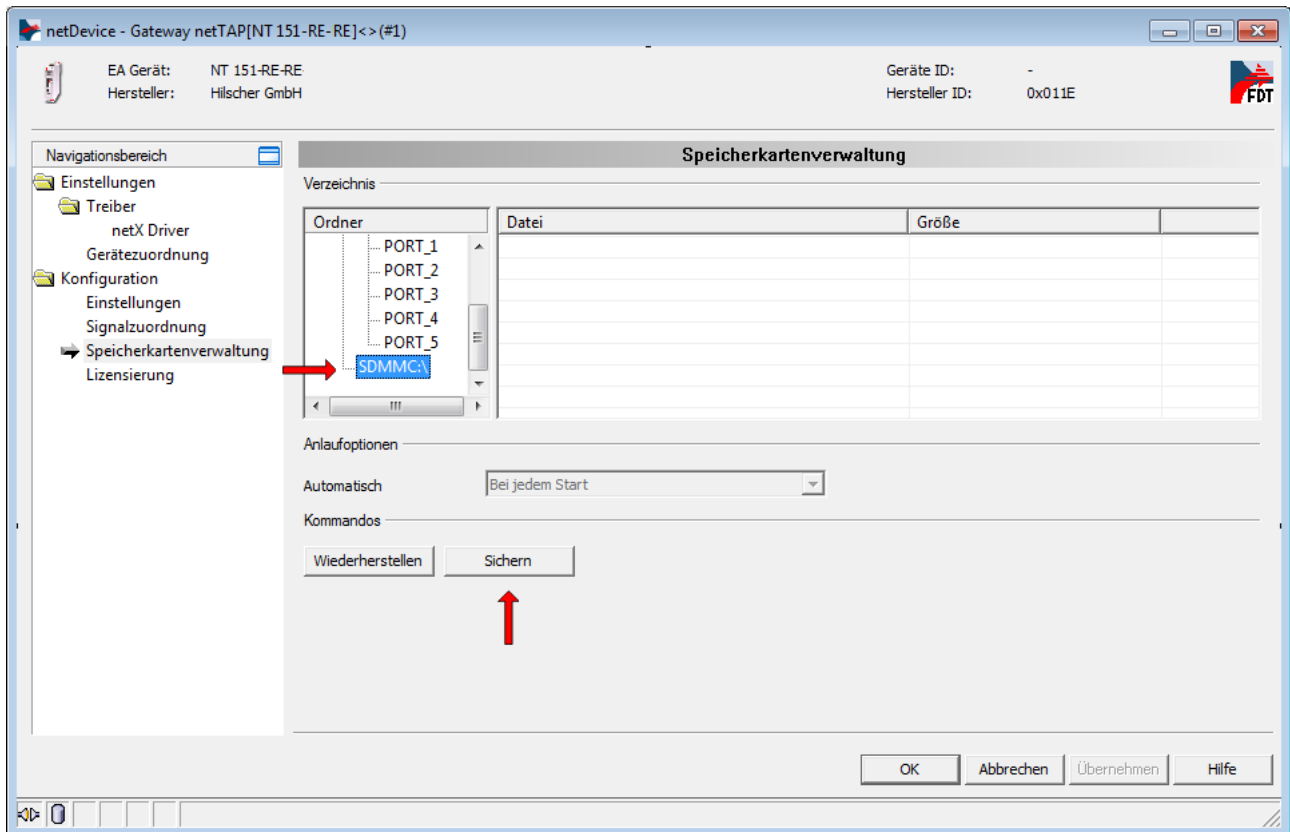 netDevice - Gateway netTAP[NT 151-RE-RE]<>(#1)
EA Gerät: NT 151-RE-RE Geräte ID: -
Hersteller: Hilscher GmbH Hersteller ID: 0x011E
FDT
Navigationsbereich
Einstellungen
Treiber
netX Driver
Gerätezuordnung
Konfiguration
Einstellungen
Signalzuordnung
Speicherkartenverwaltung
Lizensierung
Speicherkartenverwaltung
Verzeichnis
Ordner Datei Größe
PORT_1
PORT_2
PORT_3
PORT_4
PORT_5
SDMMC:\
Anlaufoptionen
Automatisch Bei jedem Start
Kommandos
Wiederherstellen Sichern
OK Abbrechen Übernehmen Hilfe